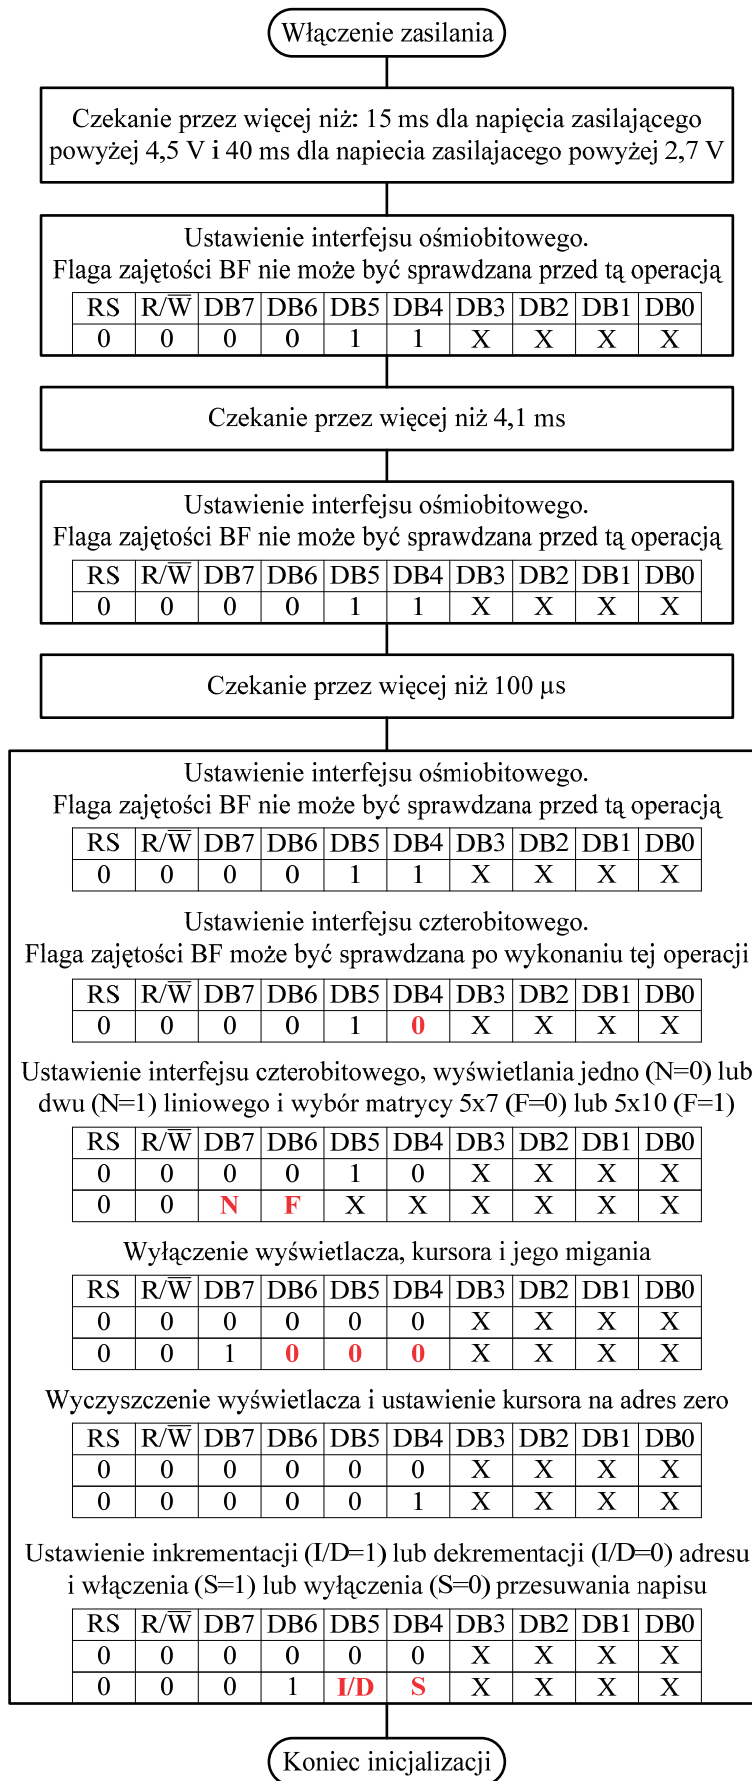 Włączenie zasilania
Czekanie przez więcej niż: 15 ms dla napięcia zasilającego
powyżej 4,5 V i 40 ms dla napiecia zasilajacego powyżej 2,7 V
Ustawienie interfejsu ośmiobitowego.
Flaga zajętości BF nie może być sprawdzana przed tą operacją
RS R/W̅ DB7 DB6 DB5 DB4 DB3 DB2 DB1 DB0
0 0 0 0 1 1 X X X X
Czekanie przez więcej niż 4,1 ms
Ustawienie interfejsu ośmiobitowego.
Flaga zajętości BF nie może być sprawdzana przed tą operacją
RS R/W̅ DB7 DB6 DB5 DB4 DB3 DB2 DB1 DB0
0 0 0 0 1 1 X X X X
Czekanie przez więcej niż 100 µs
Ustawienie interfejsu ośmiobitowego.
Flaga zajętości BF nie może być sprawdzana przed tą operacją
RS R/W̅ DB7 DB6 DB5 DB4 DB3 DB2 DB1 DB0
0 0 0 0 1 1 X X X X
Ustawienie interfejsu czterobitowego.
Flaga zajętości BF może być sprawdzana po wykonaniu tej operacji
RS R/W̅ DB7 DB6 DB5 DB4 DB3 DB2 DB1 DB0
0 0 0 0 1 0 X X X X
Ustawienie interfejsu czterobitowego, wyświetlania jedno (N=0) lub
dwu (N=1) liniowego i wybór matrycy 5x7 (F=0) lub 5x10 (F=1)
RS R/W̅ DB7 DB6 DB5 DB4 DB3 DB2 DB1 DB0
0 0 0 0 1 0 X X X X
0 0 N F X X X X X X
Wyłączenie wyświetlacza, kursora i jego migania
RS R/W̅ DB7 DB6 DB5 DB4 DB3 DB2 DB1 DB0
0 0 0 0 0 0 X X X X
0 0 1 0 0 0 X X X X
Wyczyszczenie wyświetlacza i ustawienie kursora na adres zero
RS R/W̅ DB7 DB6 DB5 DB4 DB3 DB2 DB1 DB0
0 0 0 0 0 0 X X X X
0 0 0 0 0 1 X X X X
Ustawienie inkrementacji (I/D=1) lub dekrementacji (I/D=0) adresu
i włączenia (S=1) lub wyłączenia (S=0) przesuwania napisu
RS R/W̅ DB7 DB6 DB5 DB4 DB3 DB2 DB1 DB0
0 0 0 0 0 0 X X X X
0 0 0 1 I/D S X X X X
Koniec inicjalizacji